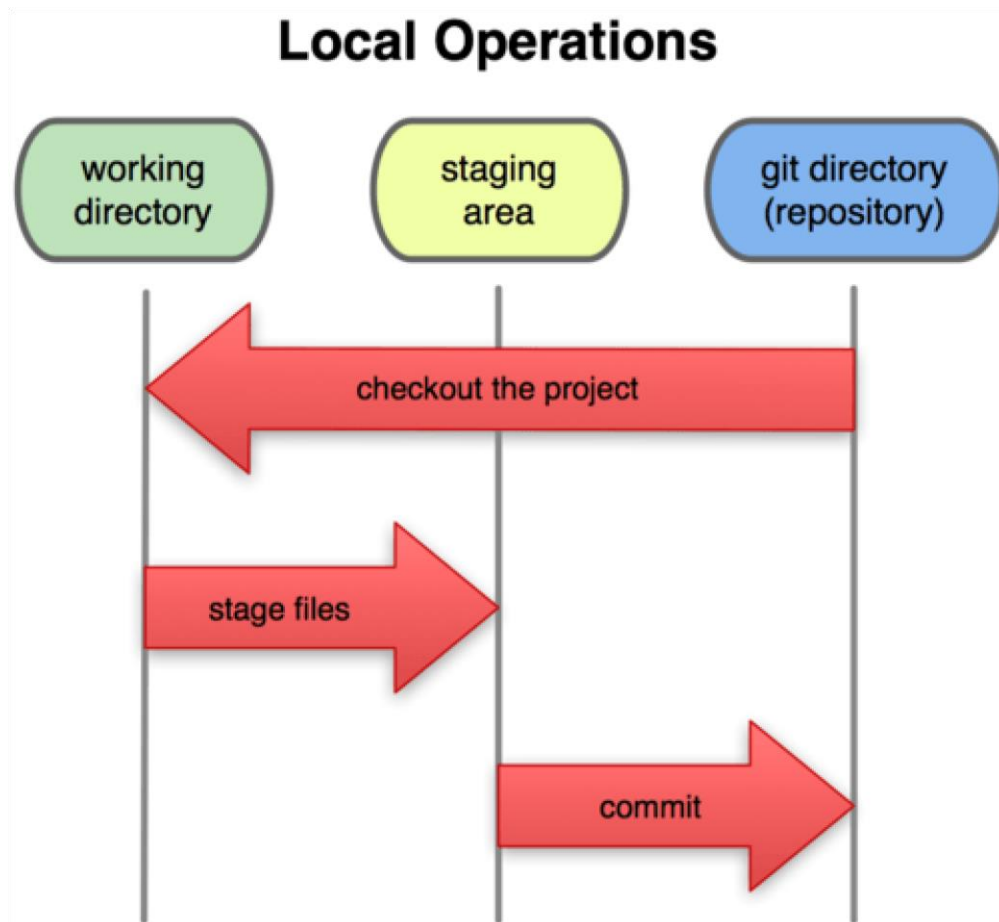 Local Operations
working
directory
staging
area
git directory
(repository)
checkout the project
stage files
commit